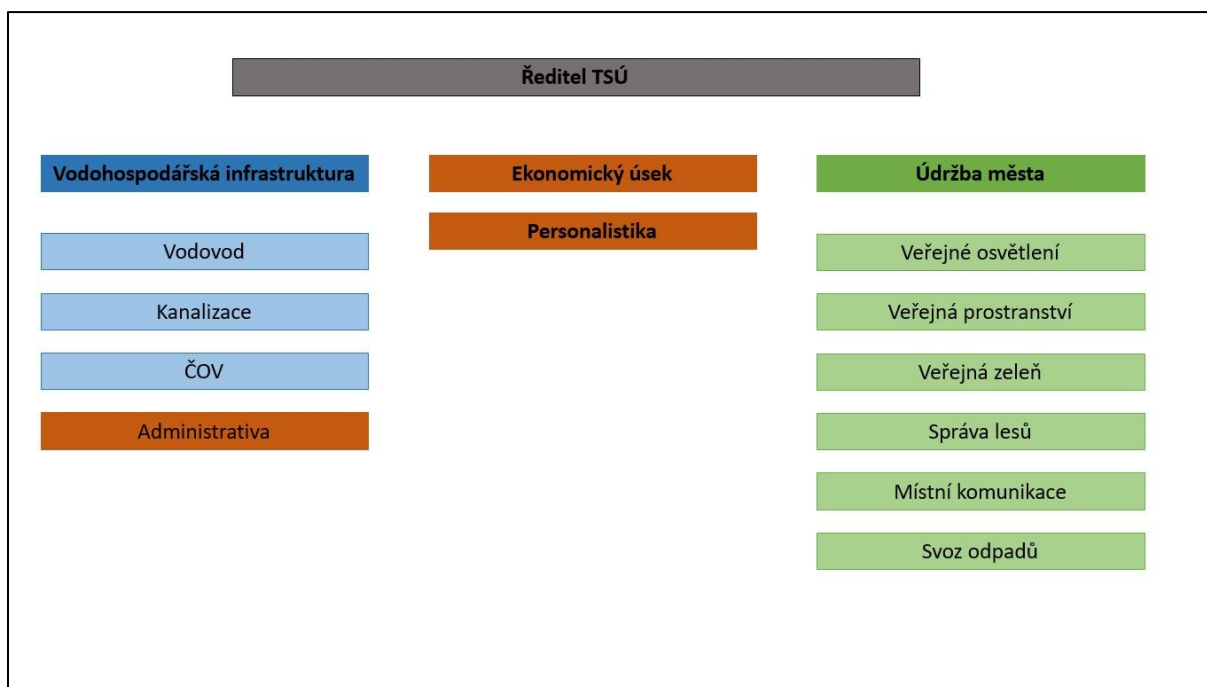 Ředitel TSÚ
Vodohospodářská infrastruktura
Vodovod
Kanalizace
ČOV
Administrativa
Ekonomický úsek
Personalistika
Údržba města
Veřejné osvětlení
Veřejná prostranství
Veřejná zeleň
Správa lesů
Místní komunikace
Svoz odpadů